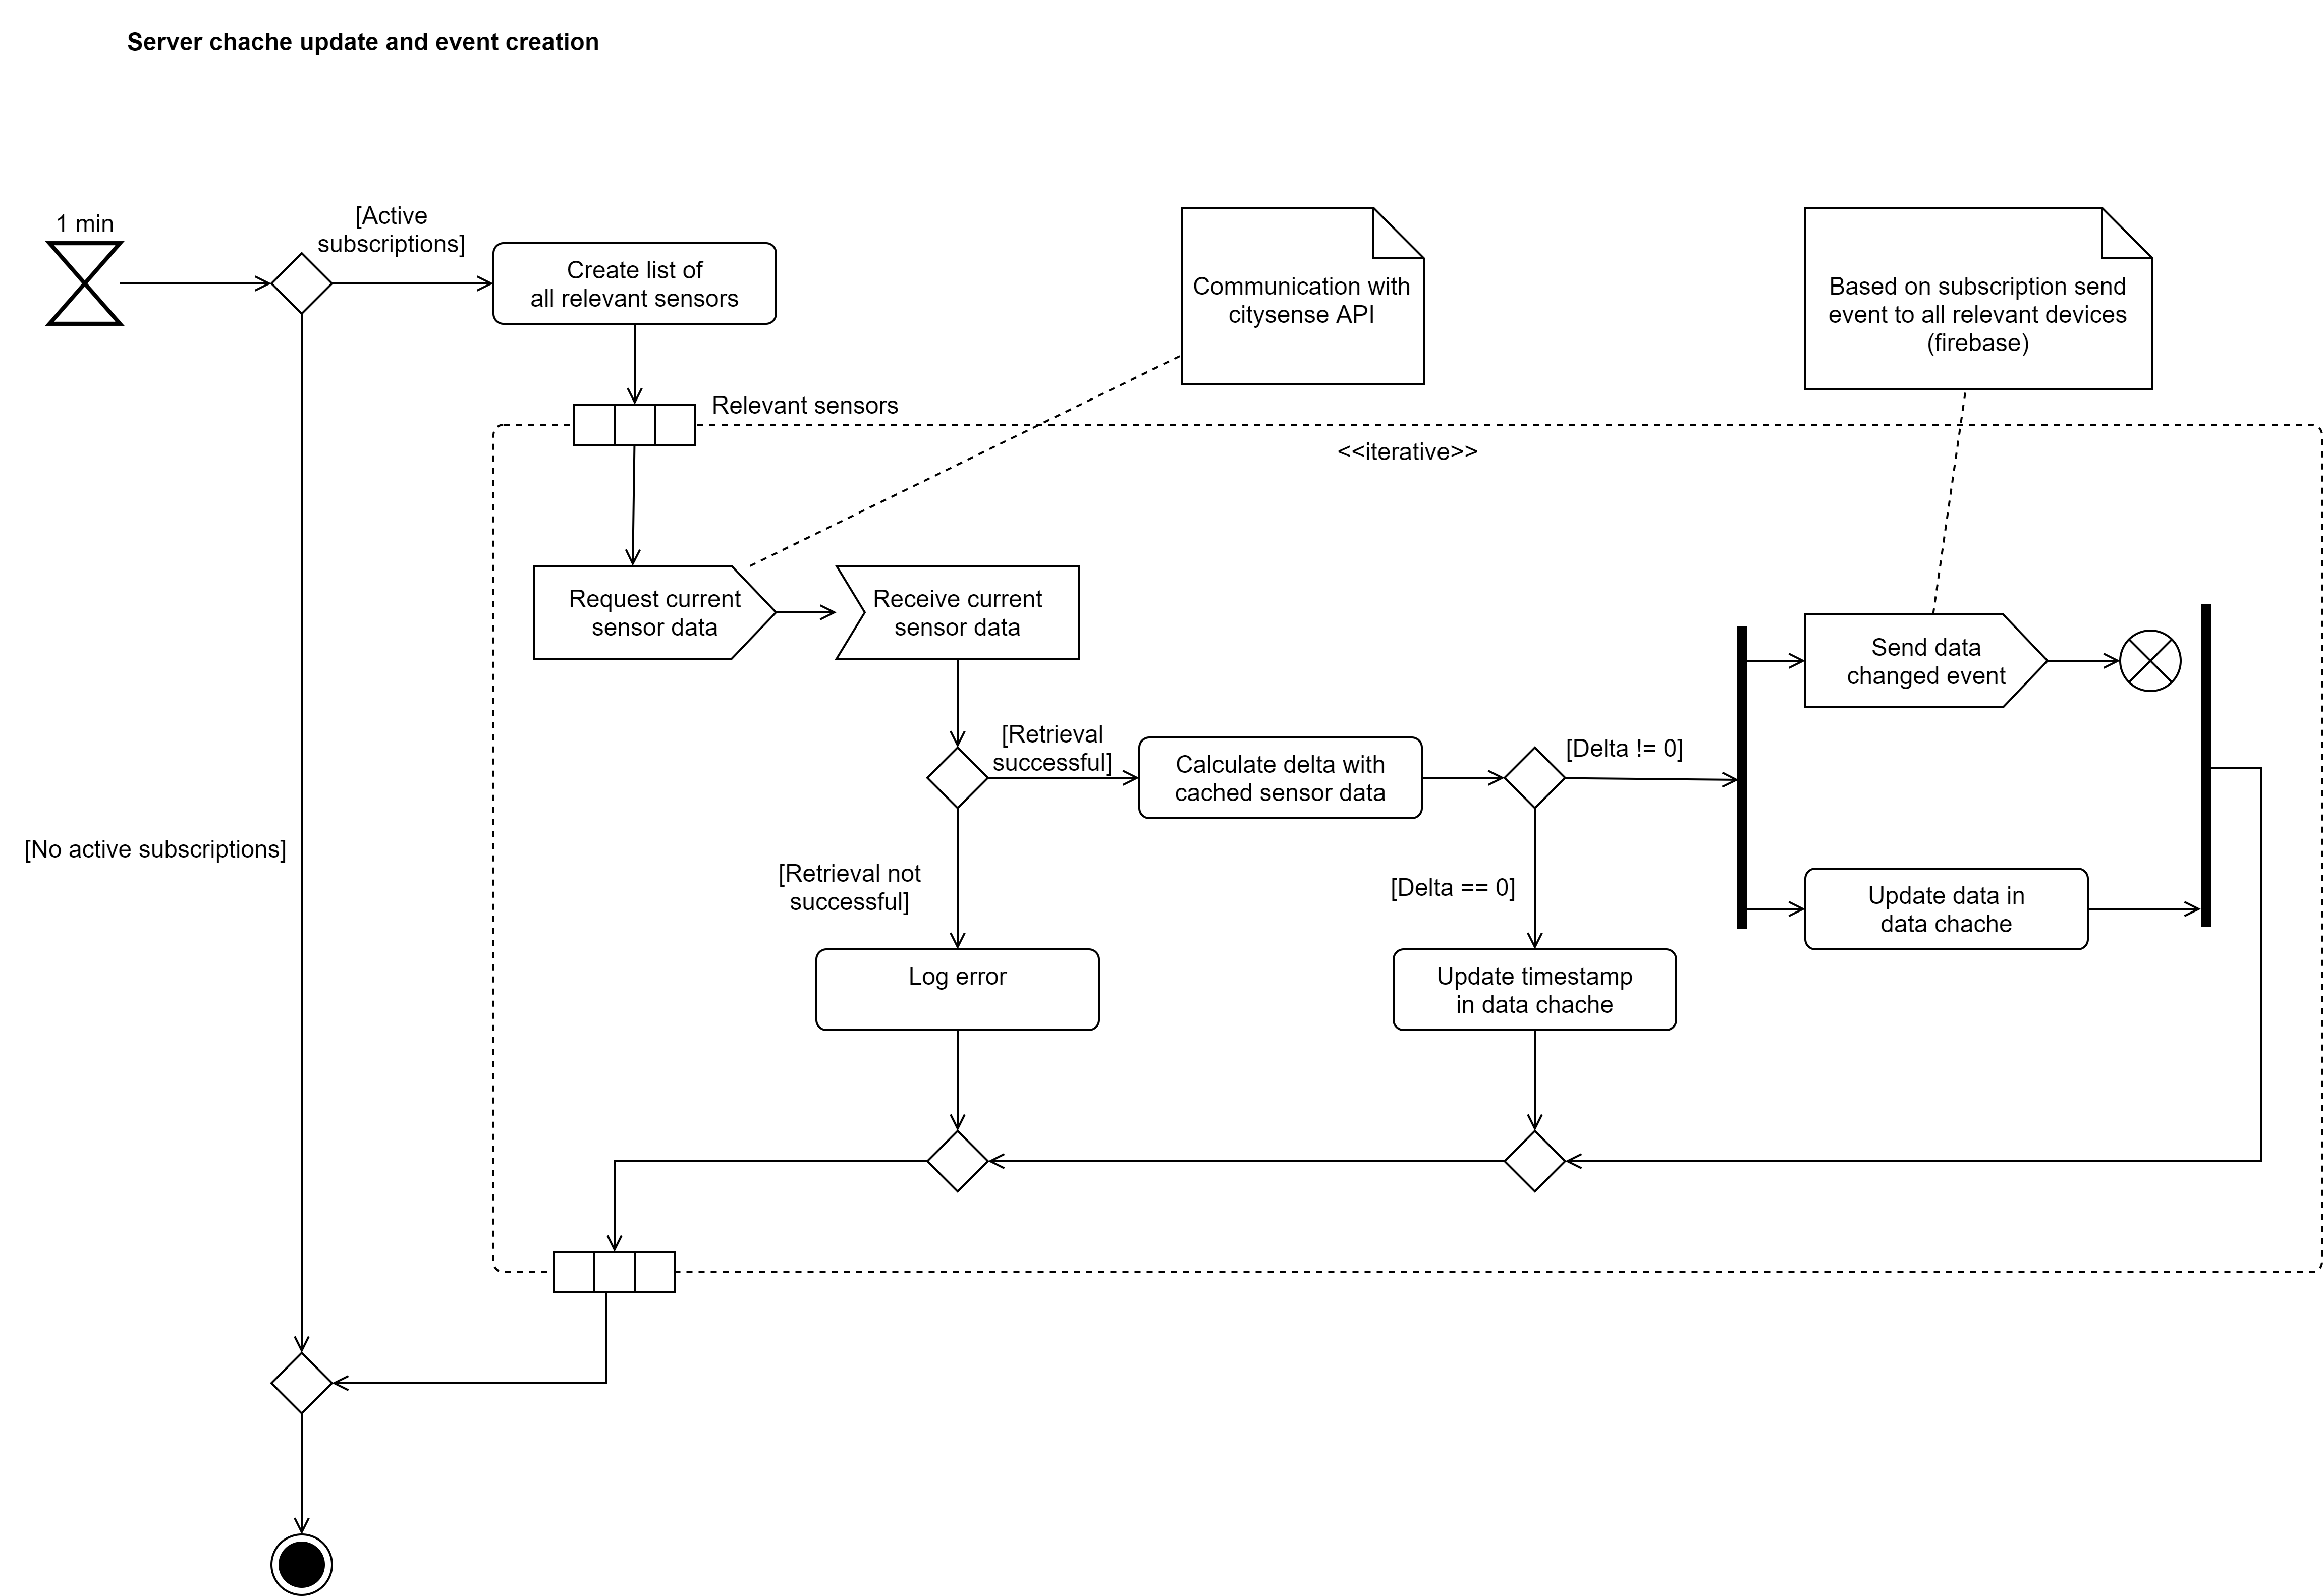 Server chache update and event creation
1 min
[Active
subscriptions]
Create list of
all relevant sensors
Communication with
citysense API
Based on subscription send
event to all relevant devices
(firebase)
Relevant sensors
<<iterative>>
Request current
sensor data
Receive current
sensor data
Send data
changed event
[Retrieval
successful]
Calculate delta with
cached sensor data
[Delta != 0]
[No active subscriptions]
[Retrieval not
successful]
[Delta == 0]
Update data in
data chache
Log error
Update timestamp
in data chache